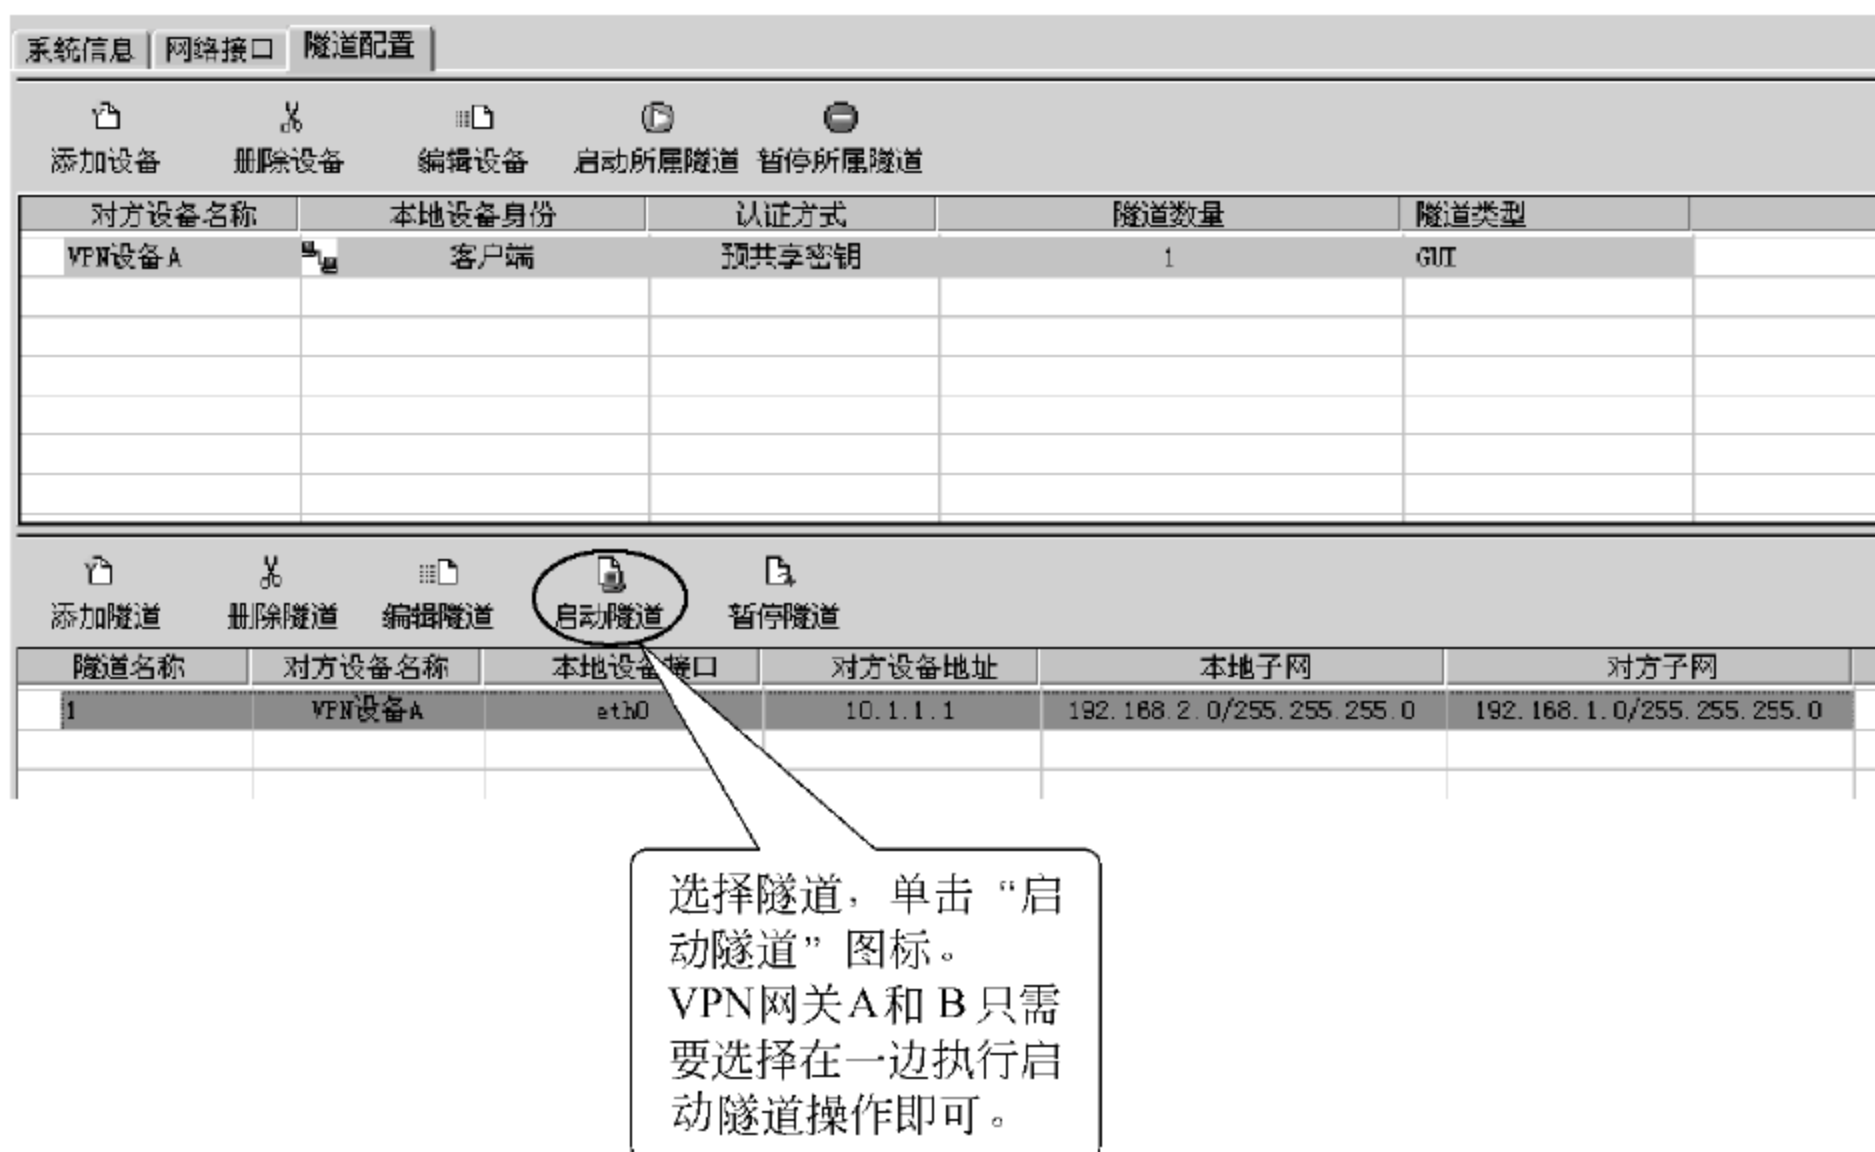 系统信息 网络接口 隧道配置
添加设备 删除设备 编辑设备 启动所属隧道 暂停所属隧道
对方设备名称 本地设备身份 认证方式 隧道数量 隧道类型
VPN设备A 客户端 预共享密钥 1 GUI
添加隧道 删除隧道 编辑隧道 启动隧道 暂停隧道
隧道名称 对方设备名称 本地设备接口 对方设备地址 本地子网 对方子网
1 VPN设备A eth0 10.1.1.1 192.168.2.0/255.255.255.0 192.168.1.0/255.255.255.0
选择隧道，单击“启
动隧道”图标。
VPN网关A和 B 只需
要选择在一边执行启
动隧道操作即可。